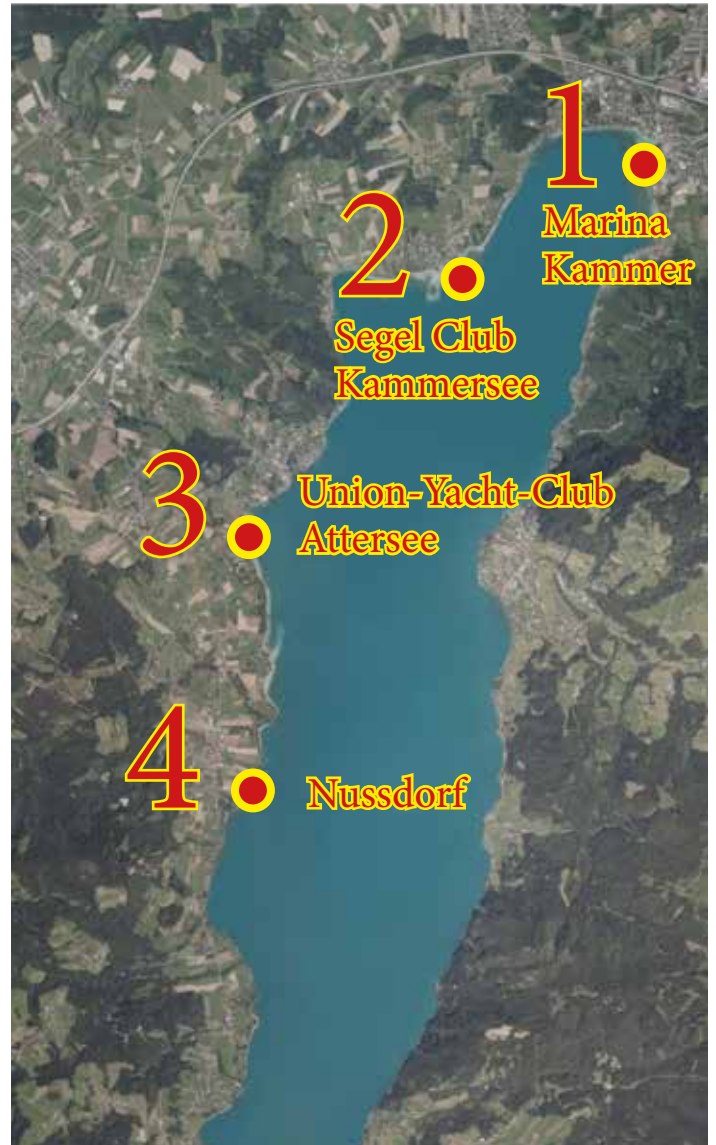 1
Marina
Kammer
2
Segel Club
Kammersee
3
Union-Yacht-Club
Attersee
4
Nussdorf